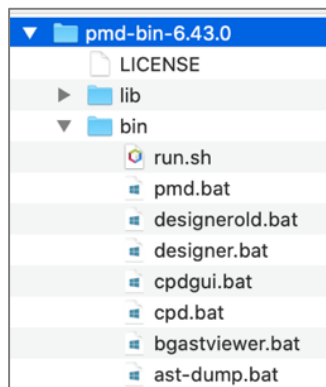 pmd-bin-6.43.0
LICENSE
lib
bin
run.sh
pmd.bat
designerold.bat
designer.bat
cpdgui.bat
cpd.bat
bgastviewer.bat
ast-dump.bat